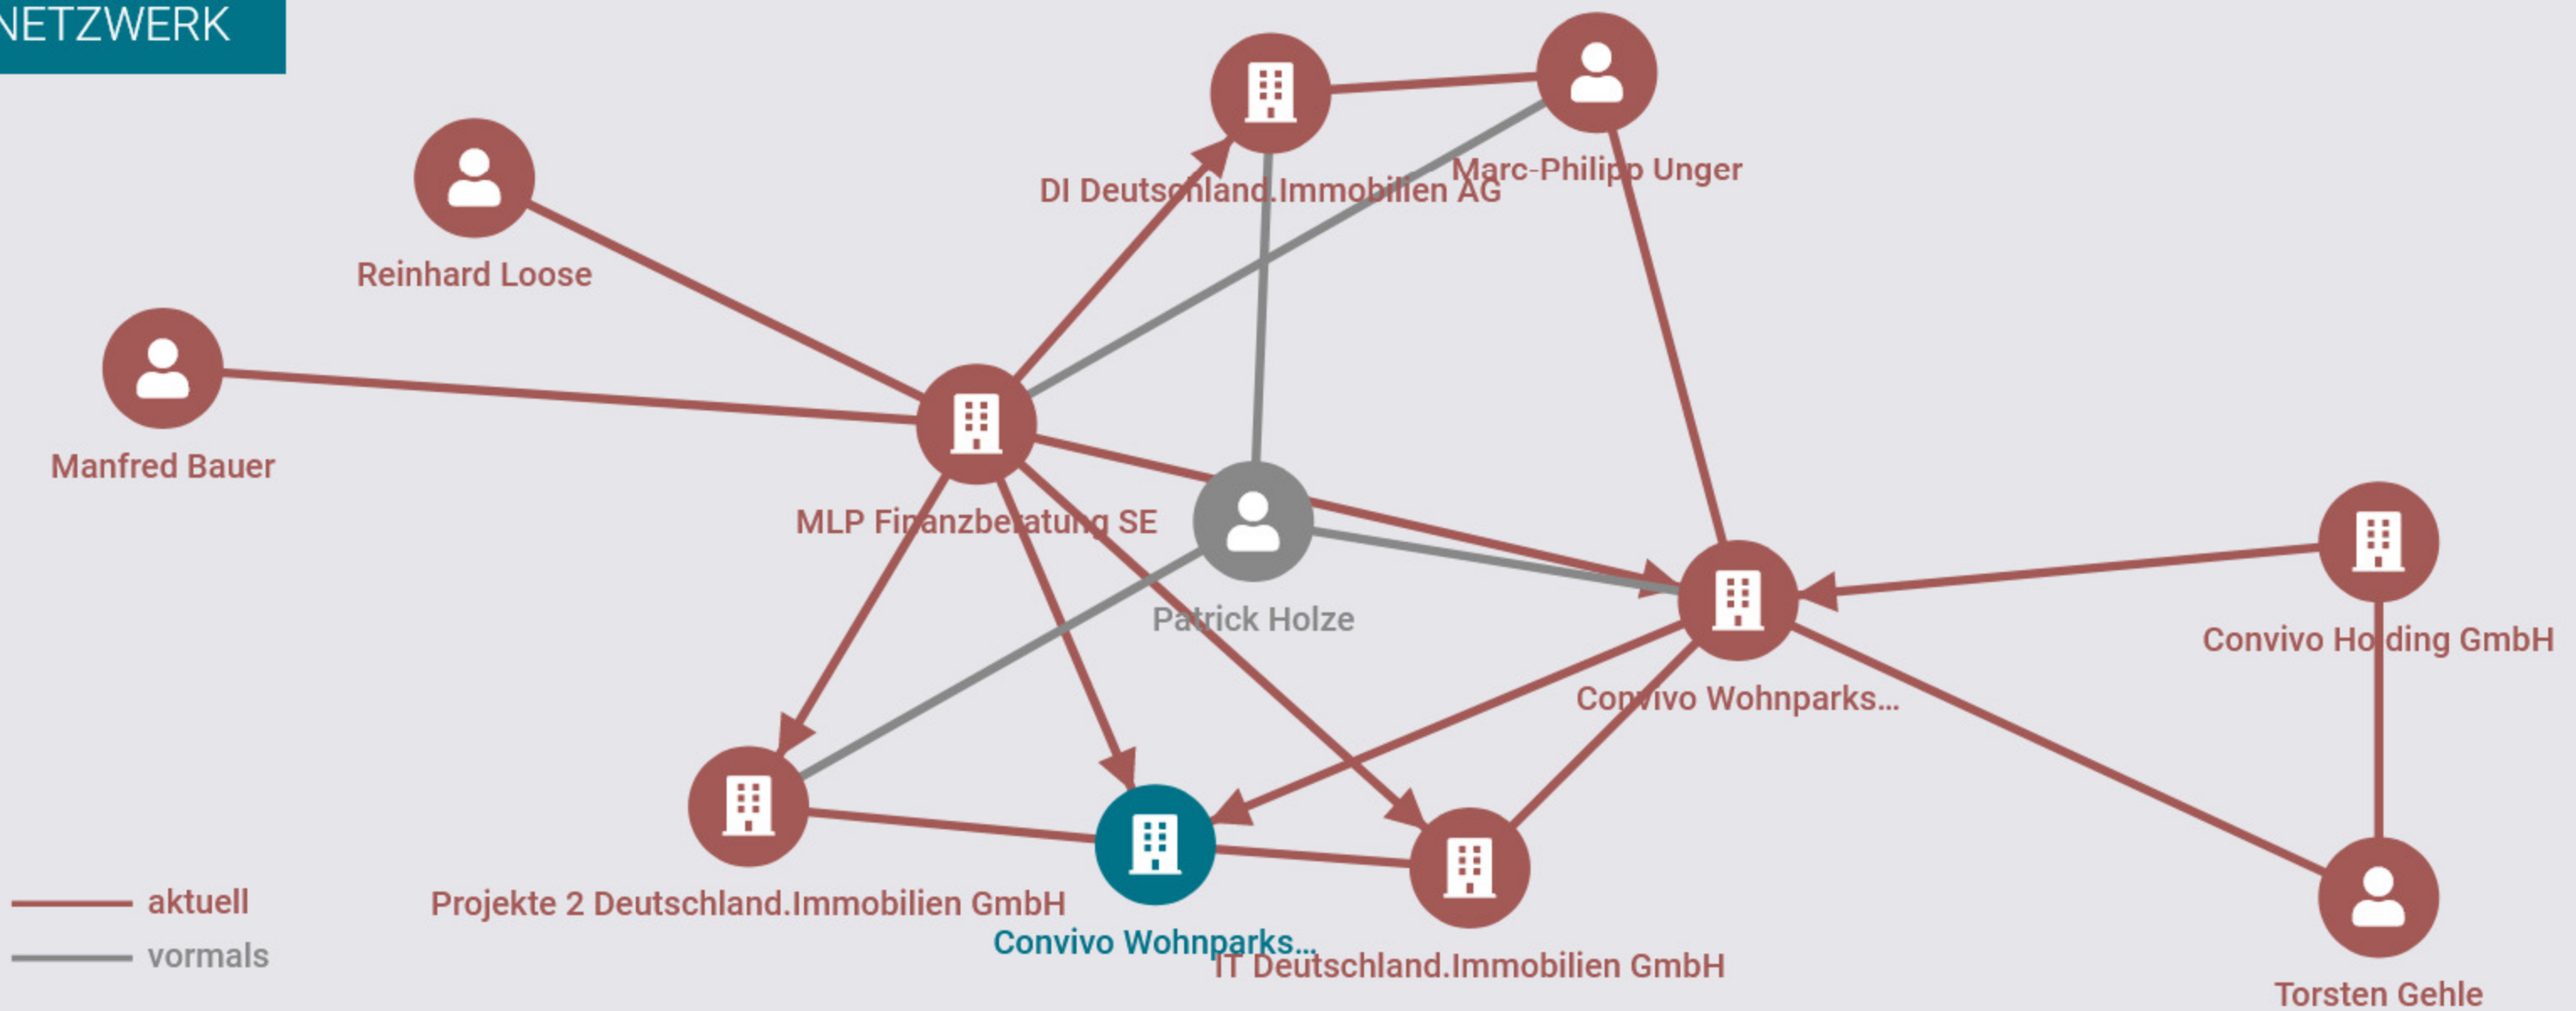 NETZWERK
Marc-Philipp Unger
DI Deutschland.Immobilien AG
Reinhard Loose
Manfred Bauer
MLP Finanzberatung SE
Patrick Holze
Convivo Holding GmbH
Convivo Wohnparks...
aktuell
Projekte 2 Deutschland.Immobilien GmbH
Convivo Wohnparks...
vormals
IT Deutschland.Immobilien GmbH
Torsten Gehle